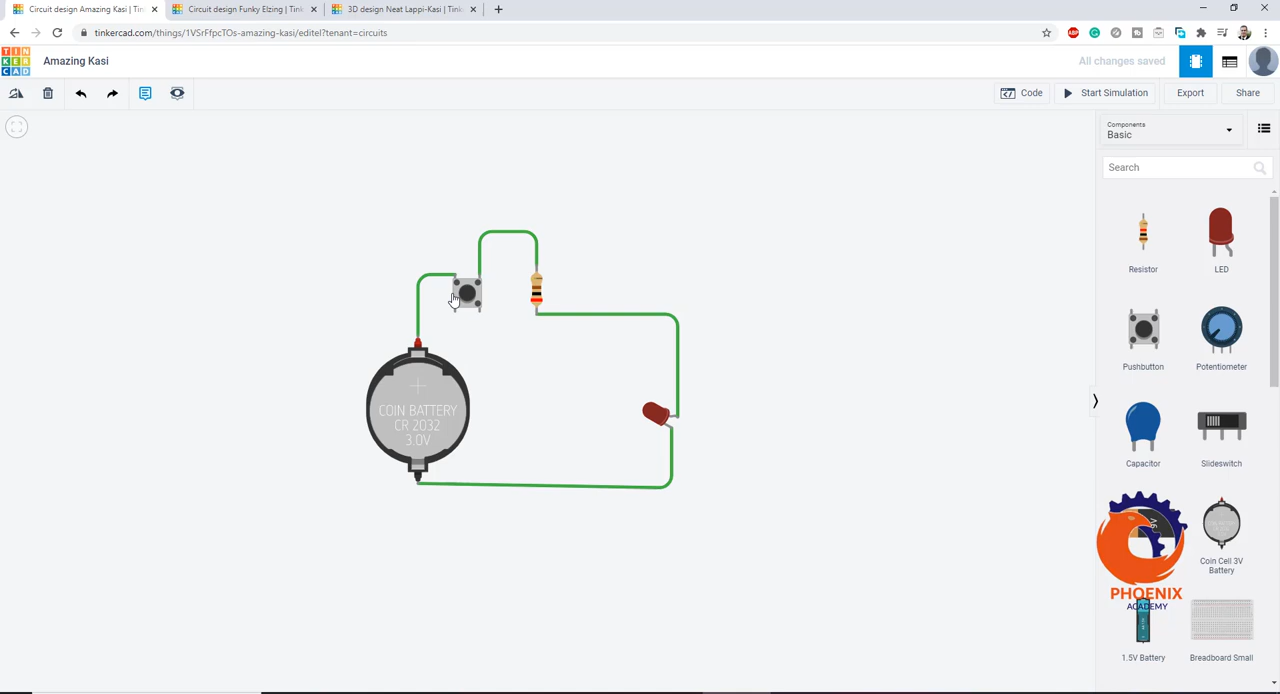 Circuit design Amazing Kasi | Tin
Circuit design Funky Elzing | Tink
3D design Neat Lappi-Kasi | Tink
tinkercad.com/things/1VSrFfpcTOs-amazing-kasi/editel?tenant=circuits
ABP
TIN
KER
CAD
Amazing Kasi
All changes saved
Code
Start Simulation
Export
Share
Components
Basic
Search
Resistor
LED
Pushbutton
Potentiometer
Capacitor
Slideswitch
9V
Coin Cell 3V
Battery
PHOENIX
ACADEMY
1.5V Battery
Breadboard Small
COIN BATTERY
CR 2032
3.0V